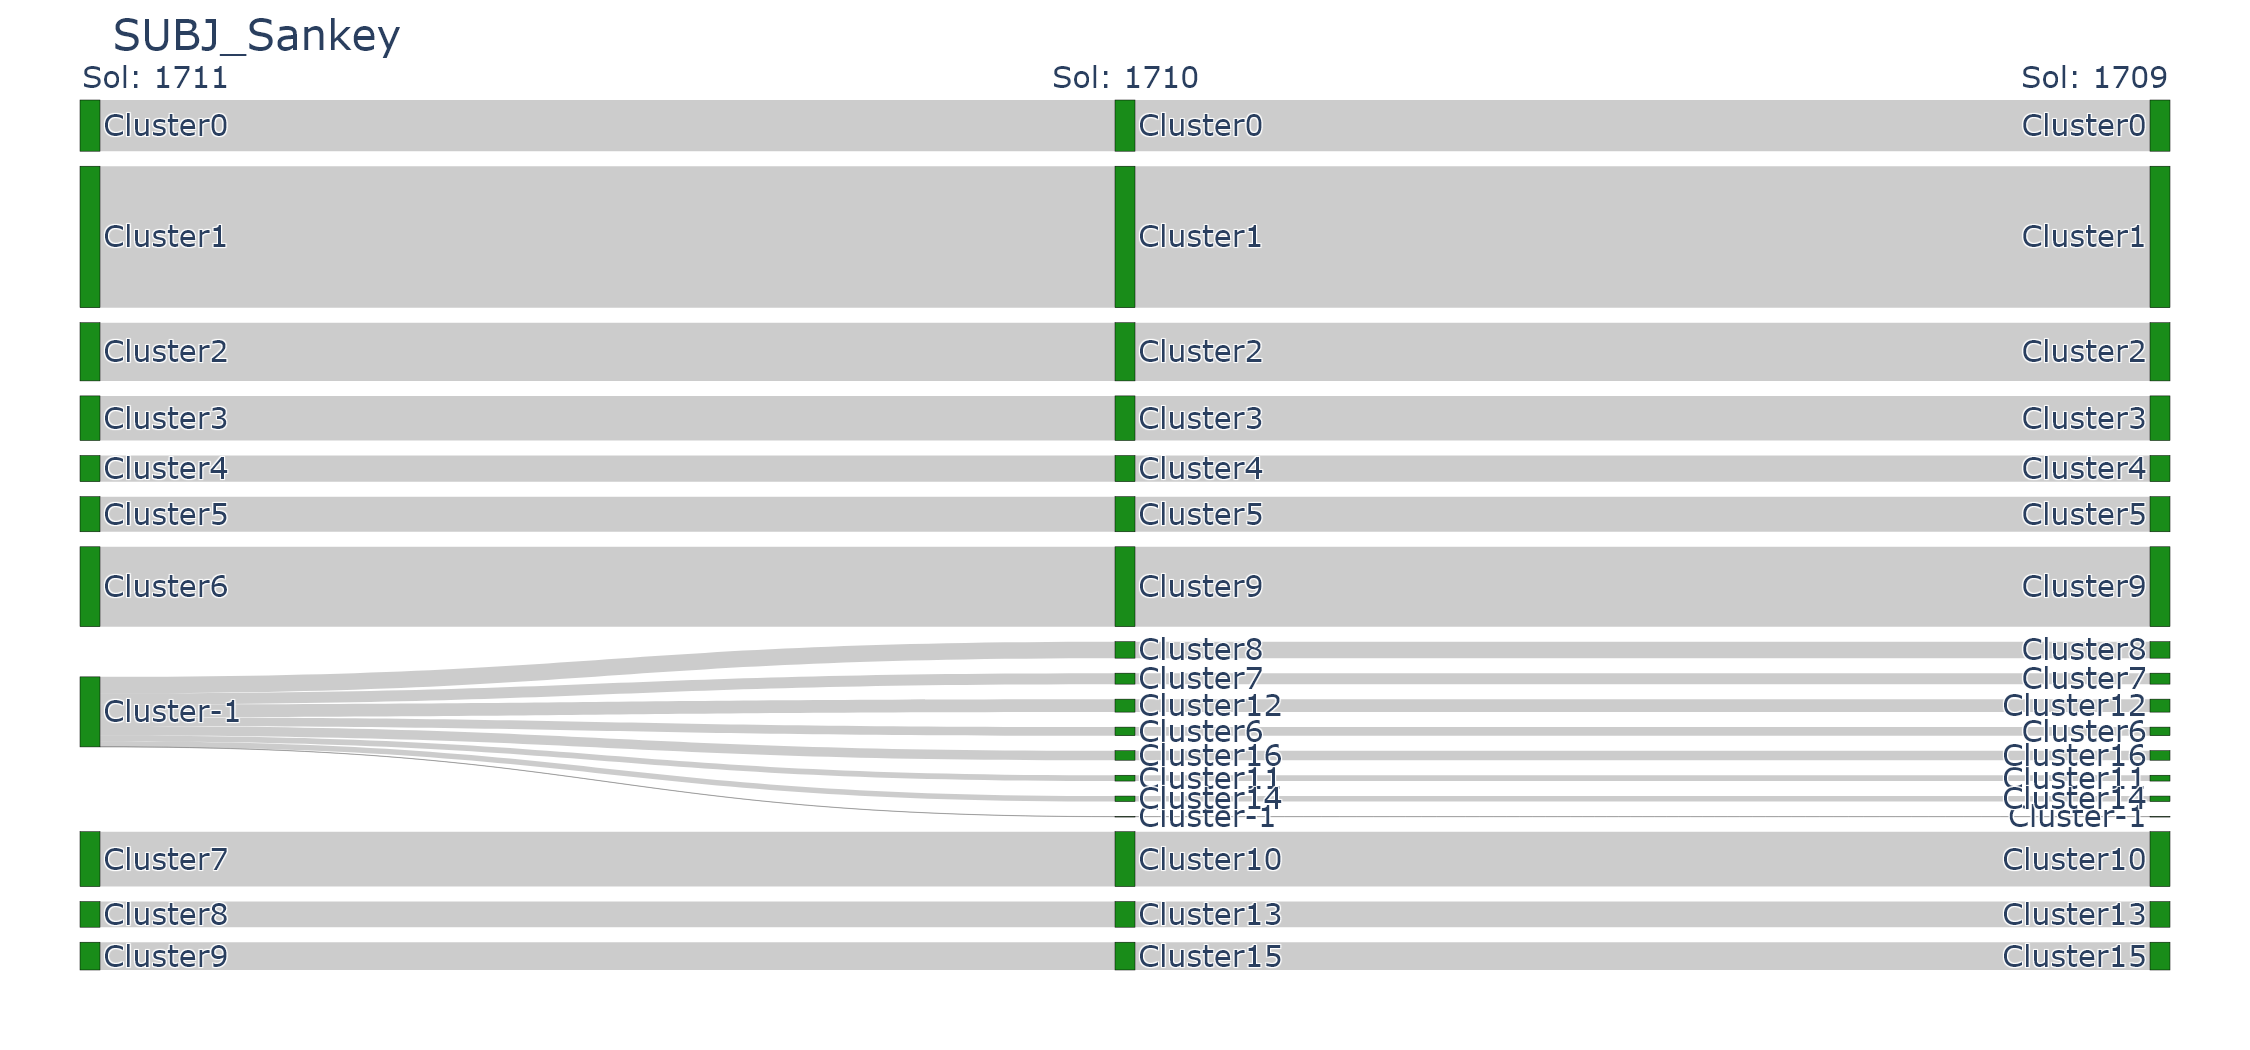 SUBJ_Sankey
Sol: 1711 Sol: 1710 Sol: 1709
Cluster0 Cluster0 Cluster0
Cluster1 Cluster1 Cluster1
Cluster2 Cluster2 Cluster2
Cluster3 Cluster3 Cluster3
Cluster4 Cluster4 Cluster4
Cluster5 Cluster5 Cluster5
Cluster6 Cluster9 Cluster9
Cluster8 Cluster8
Cluster7 Cluster7
Cluster-1 Cluster12 Cluster12
Cluster6 Cluster6
Cluster16 Cluster16
Cluster11 Cluster11
Cluster14 Cluster14
Cluster-1 Cluster-1
Cluster7 Cluster10 Cluster10
Cluster8 Cluster13 Cluster13
Cluster9 Cluster15 Cluster15